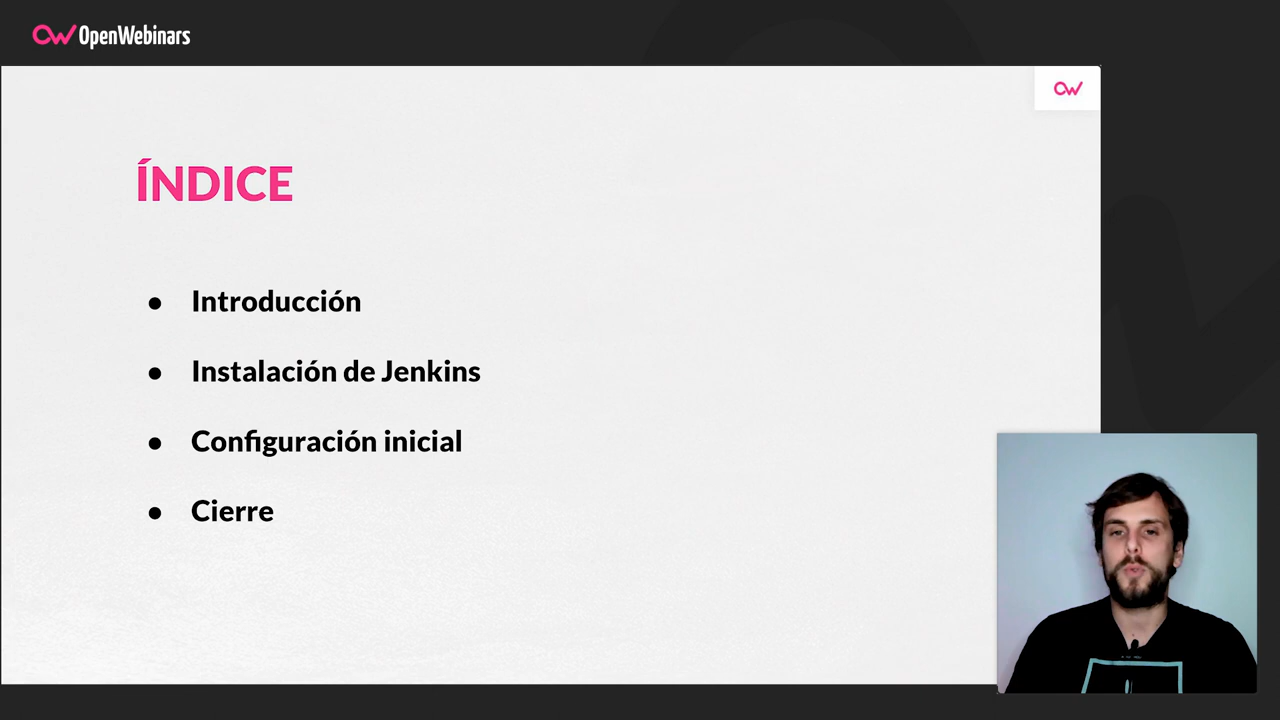 OpenWebinars
ÍNDICE
● Introducción
● Instalación de Jenkins
● Configuración inicial
● Cierre